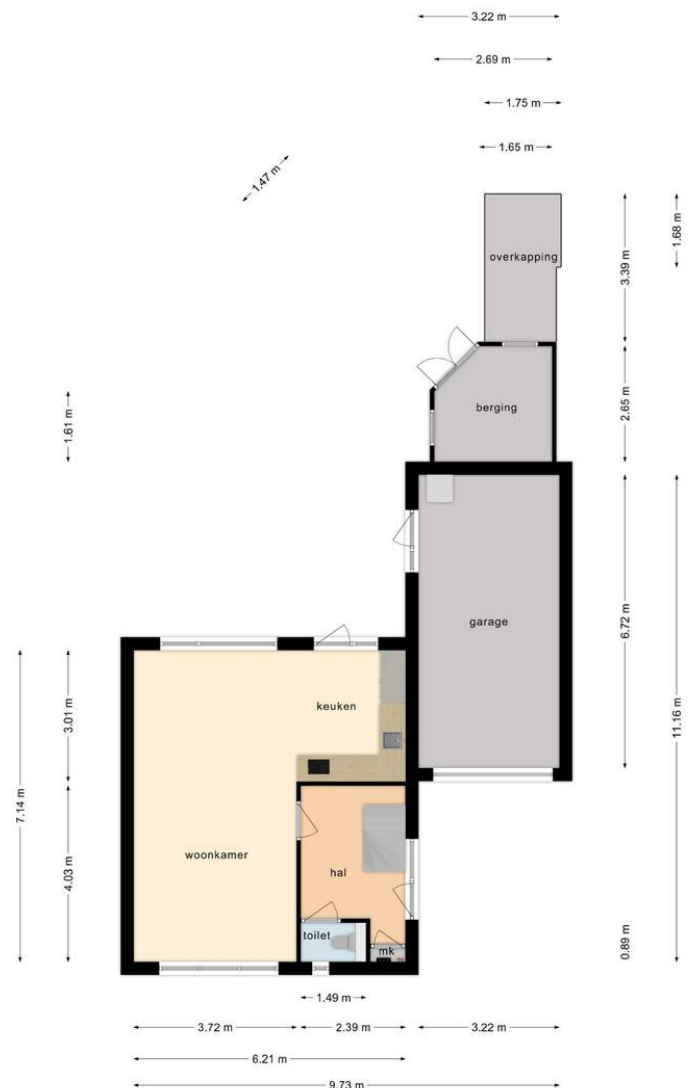 3.22 m
2.69 m
1.75 m
1.65 m
1.47 m
overkapping
3.39 m
1.68 m
berging
2.65 m
1.61 m
garage
6.72 m
11.16 m
keuken
3.01 m
7.14 m
woonkamer
4.03 m
hal
toilet
mk
0.89 m
1.49 m
3.72 m
2.39 m
3.22 m
6.21 m
9.73 m